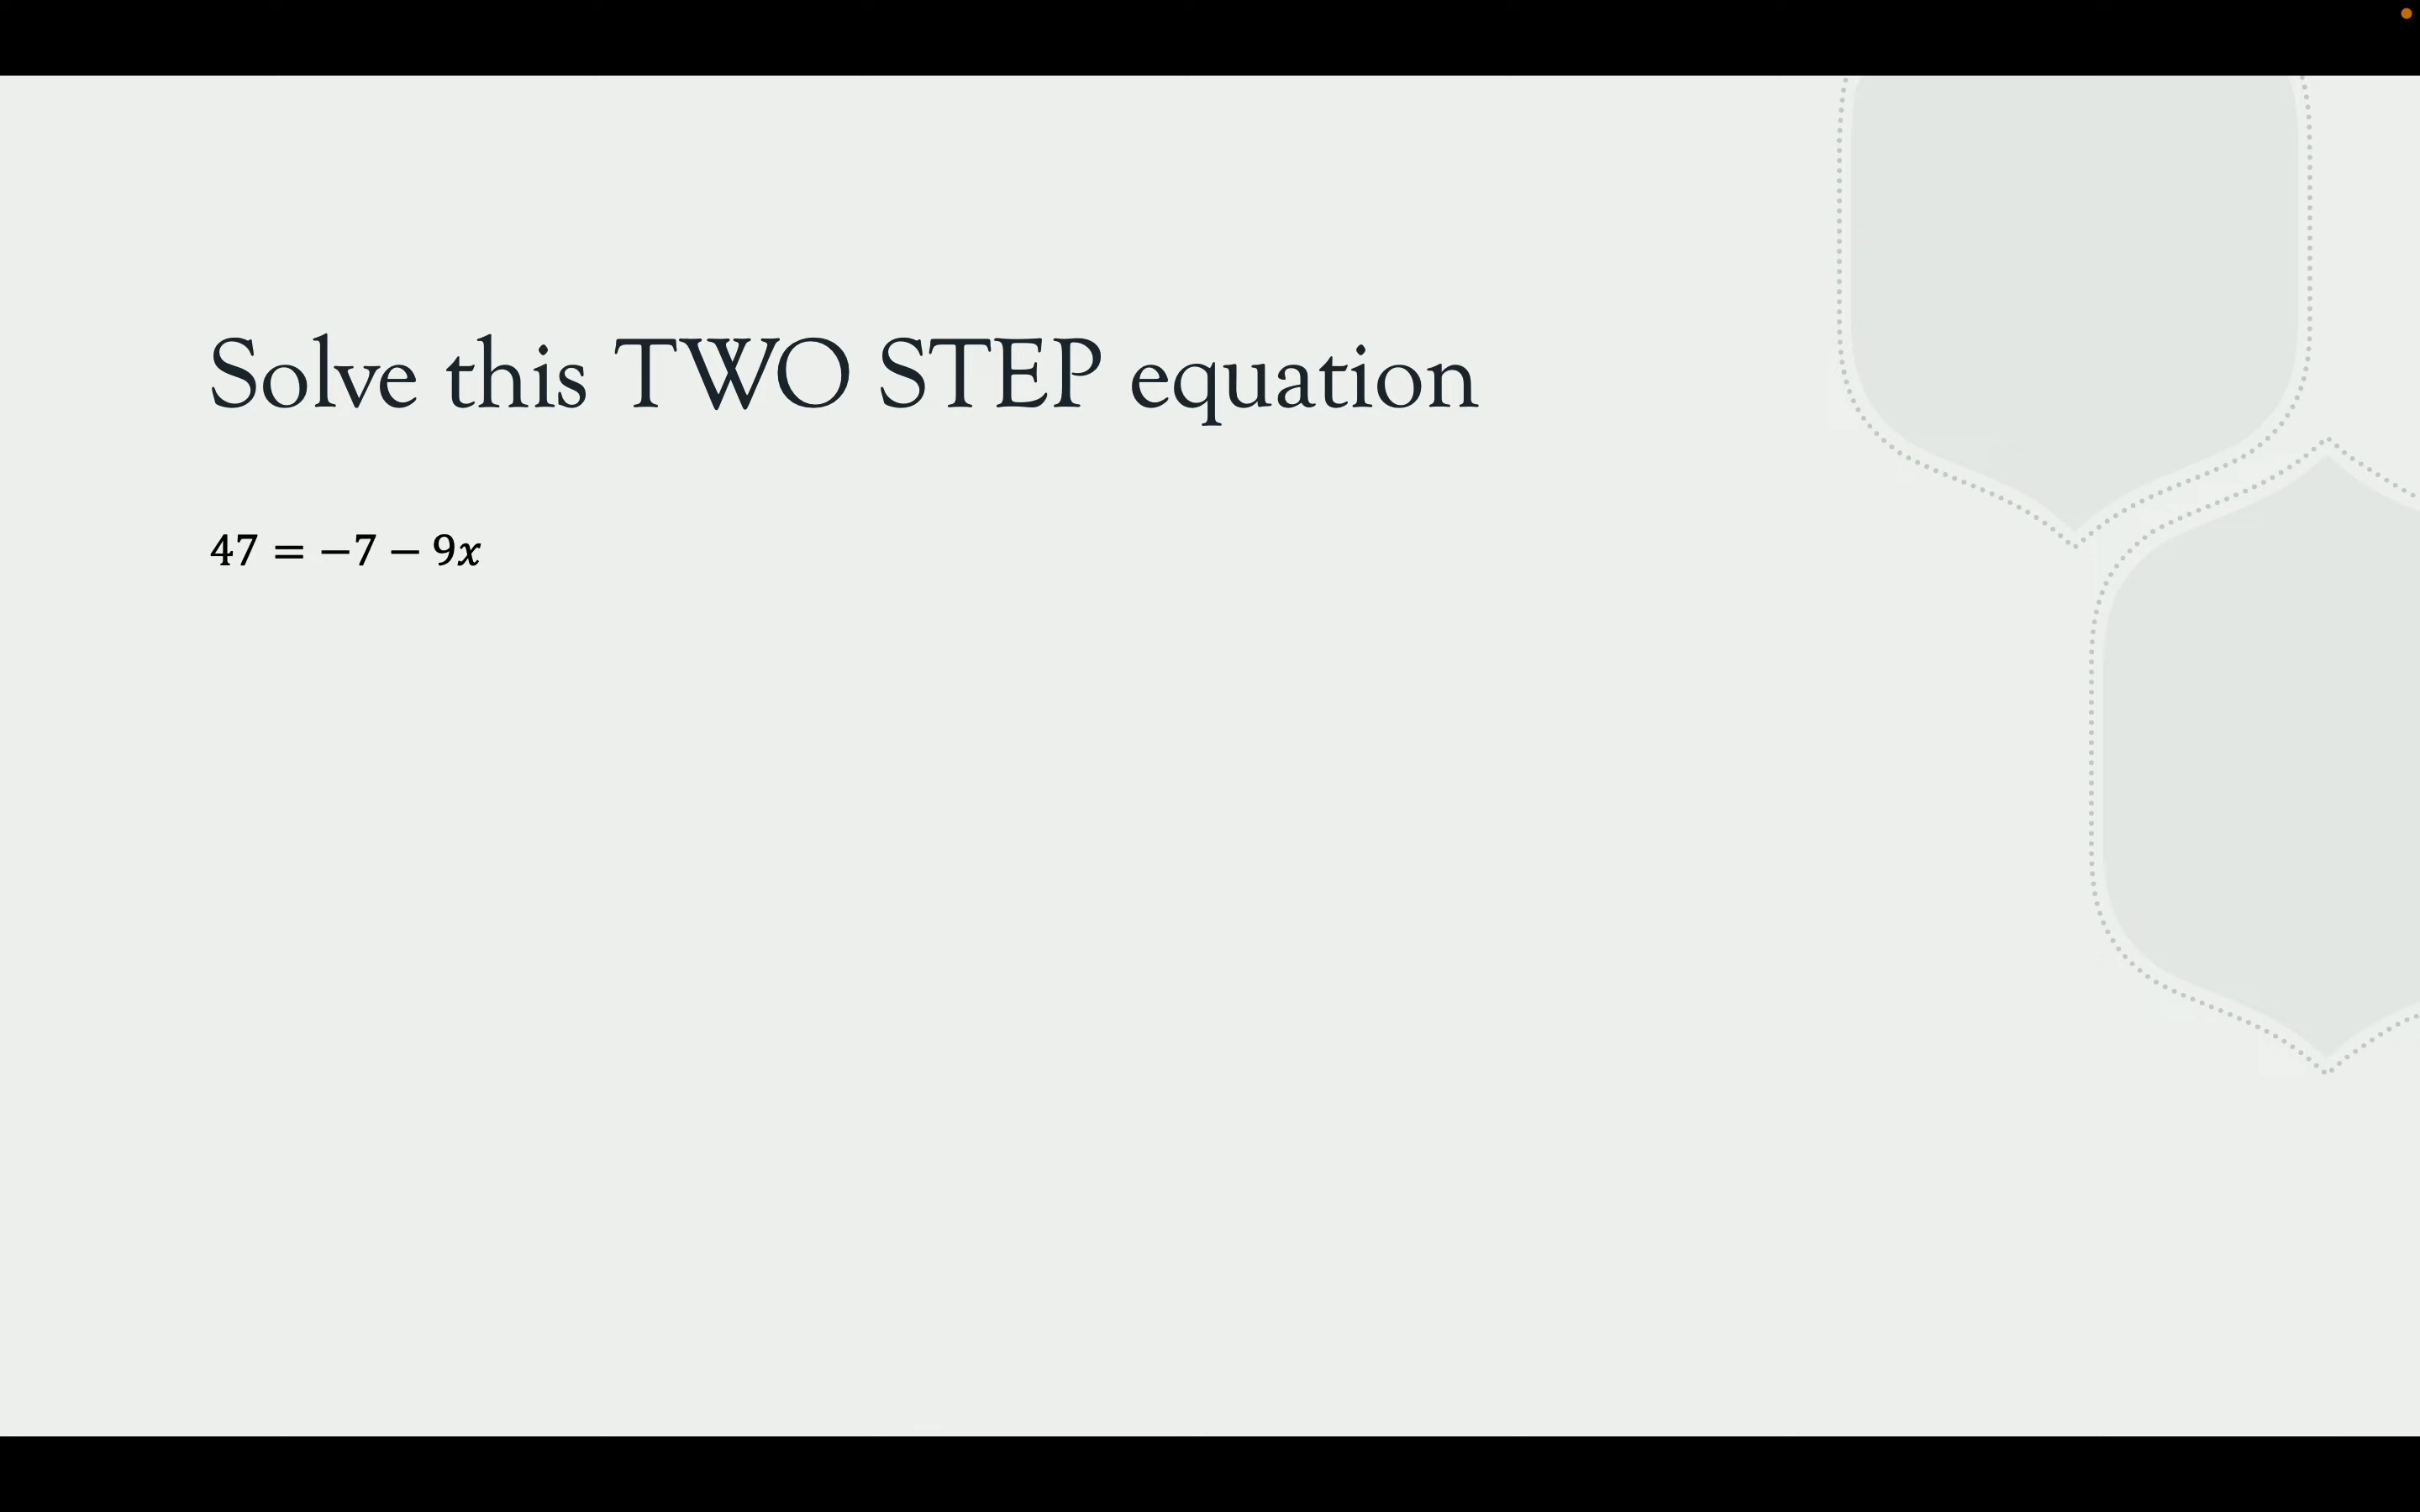 Solve this TWO STEP equation
47 = −7 − 9x